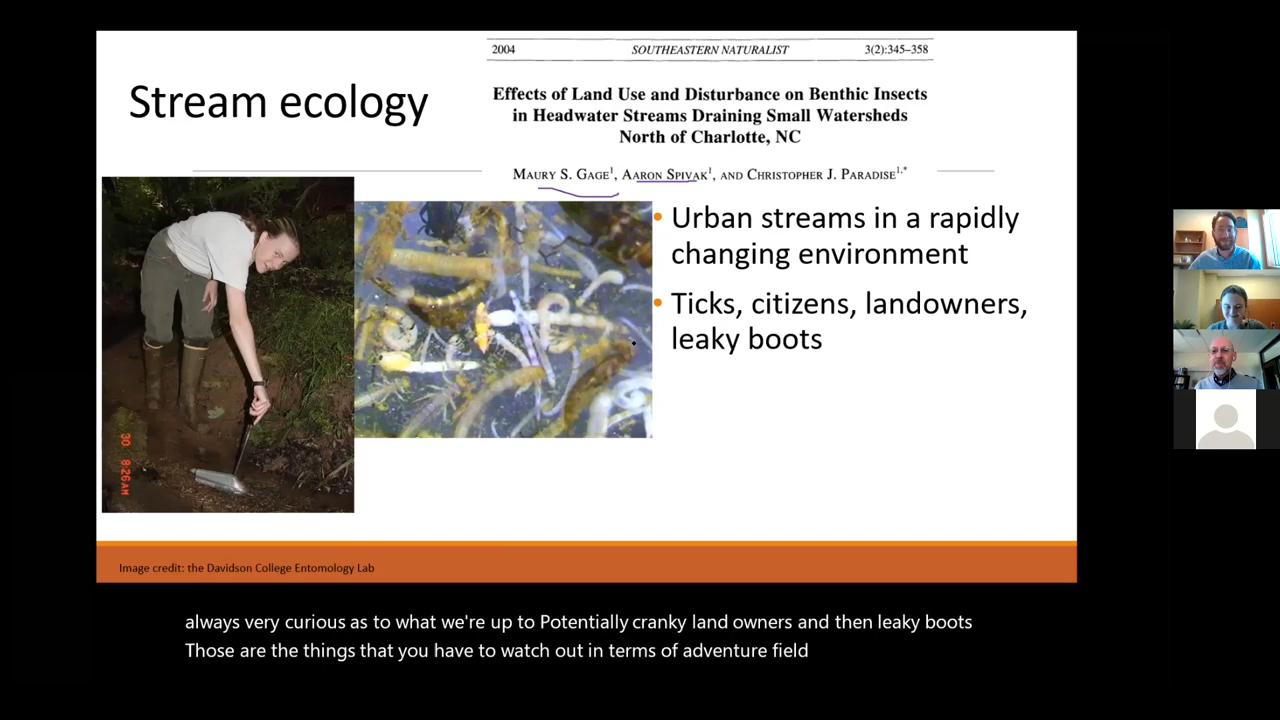 2004 SOUTHEASTERN NATURALIST 3(2):345–358
Stream ecology
Effects of Land Use and Disturbance on Benthic Insects
in Headwater Streams Draining Small Watersheds
North of Charlotte, NC
MAURY S. GAGE¹, AARON SPIVAK¹, AND CHRISTOPHER J. PARADISE¹,*
• Urban streams in a rapidly
changing environment
• Ticks, citizens, landowners,
leaky boots
30 8:26AM
Image credit: the Davidson College Entomology Lab
always very curious as to what we're up to Potentially cranky land owners and then leaky boots
Those are the things that you have to watch out in terms of adventure field